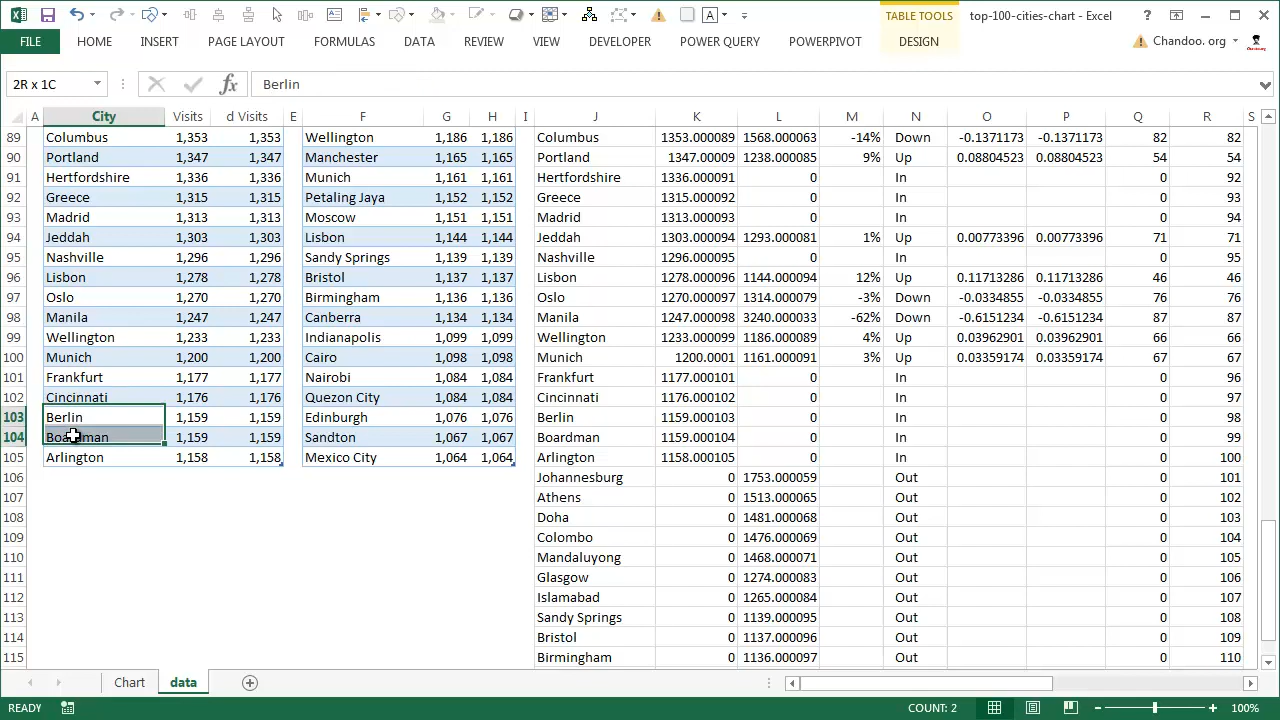 TABLE TOOLS top-100-cities-chart - Excel
FILE HOME INSERT PAGE LAYOUT FORMULAS DATA REVIEW VIEW DEVELOPER POWERQUERY POWERPIVOT DESIGN Chandoo. org
2R x 1C fx Berlin
A City Visits d Visits E F G H I J K L M N O P Q R S
89 Columbus 1,353 1,353 Wellington 1,186 1,186 Columbus 1353.000089 1568.000063 -14% Down -0.1371173 -0.1371173 82 82
90 Portland 1,347 1,347 Manchester 1,165 1,165 Portland 1347.00009 1238.000085 9% Up 0.08804523 0.08804523 54 54
91 Hertfordshire 1,336 1,336 Munich 1,161 1,161 Hertfordshire 1336.000091 0 In 0 92
92 Greece 1,315 1,315 Petaling Jaya 1,152 1,152 Greece 1315.000092 0 In 0 93
93 Madrid 1,313 1,313 Moscow 1,151 1,151 Madrid 1313.000093 0 In 0 94
94 Jeddah 1,303 1,303 Lisbon 1,144 1,144 Jeddah 1303.000094 1293.000081 1% Up 0.00773396 0.00773396 71 71
95 Nashville 1,296 1,296 Sandy Springs 1,139 1,139 Nashville 1296.000095 0 In 0 95
96 Lisbon 1,278 1,278 Bristol 1,137 1,137 Lisbon 1278.000096 1144.000094 12% Up 0.11713286 0.11713286 46 46
97 Oslo 1,270 1,270 Birmingham 1,136 1,136 Oslo 1270.000097 1314.000079 -3% Down -0.0334855 -0.0334855 76 76
98 Manila 1,247 1,247 Canberra 1,134 1,134 Manila 1247.000098 3240.000033 -62% Down -0.6151234 -0.6151234 87 87
99 Wellington 1,233 1,233 Indianapolis 1,099 1,099 Wellington 1233.000099 1186.000089 4% Up 0.03962901 0.03962901 66 66
100 Munich 1,200 1,200 Cairo 1,098 1,098 Munich 1200.0001 1161.000091 3% Up 0.03359174 0.03359174 67 67
101 Frankfurt 1,177 1,177 Nairobi 1,084 1,084 Frankfurt 1177.000101 0 In 0 96
102 Cincinnati 1,176 1,176 Quezon City 1,084 1,084 Cincinnati 1176.000102 0 In 0 97
103 Berlin 1,159 1,159 Edinburgh 1,076 1,076 Berlin 1159.000103 0 In 0 98
104 Boardman 1,159 1,159 Sandton 1,067 1,067 Boardman 1159.000104 0 In 0 99
105 Arlington 1,158 1,158 Mexico City 1,064 1,064 Arlington 1158.000105 0 In 0 100
106 Johannesburg 0 1753.000059 Out 0 101
107 Athens 0 1513.000065 Out 0 102
108 Doha 0 1481.000068 Out 0 103
109 Colombo 0 1476.000069 Out 0 104
110 Mandaluyong 0 1468.000071 Out 0 105
111 Glasgow 0 1274.000083 Out 0 106
112 Islamabad 0 1265.000084 Out 0 107
113 Sandy Springs 0 1139.000095 Out 0 108
114 Bristol 0 1137.000096 Out 0 109
115 Birmingham 0 1136.000097 Out 0 110
Chart data
READY COUNT: 2 100%